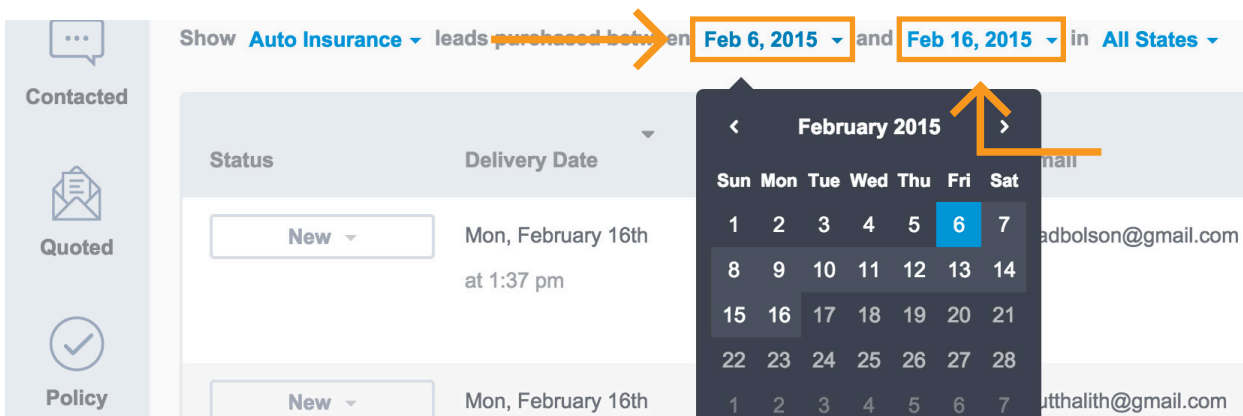 Show Auto Insurance leads purchased between Feb 6, 2015 and Feb 16, 2015 in All States
Contacted
February 2015
Status Delivery Date
Sun Mon Tue Wed Thu Fri Sat
1 2 3 4 5 6 7
New Mon, February 16th adbolson@gmail.com
Quoted
8 9 10 11 12 13 14
at 1:37 pm
15 16 17 18 19 20 21
22 23 24 25 26 27 28
Policy
New Mon, February 16th utthalith@gmail.com
1 2 3 4 5 6 7